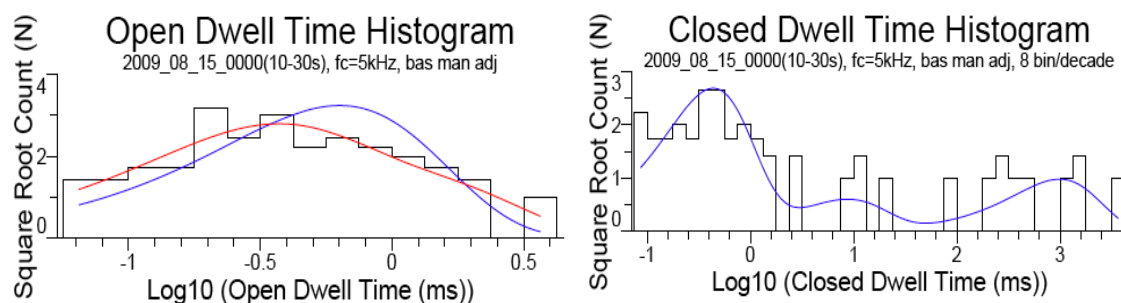 Open Dwell Time Histogram
2009_08_15_0000(10-30s), fc=5kHz, bas man adj
Square Root Count (N)
4
2
0
-1
-0.5
0
0.5
Log10 (Open Dwell Time (ms))
Closed Dwell Time Histogram
2009_08_15_0000(10-30s), fc=5kHz, bas man adj, 8 bin/decade
Square Root Count (N)
3
2
1
0
-1
0
1
2
3
Log10 (Closed Dwell Time (ms))